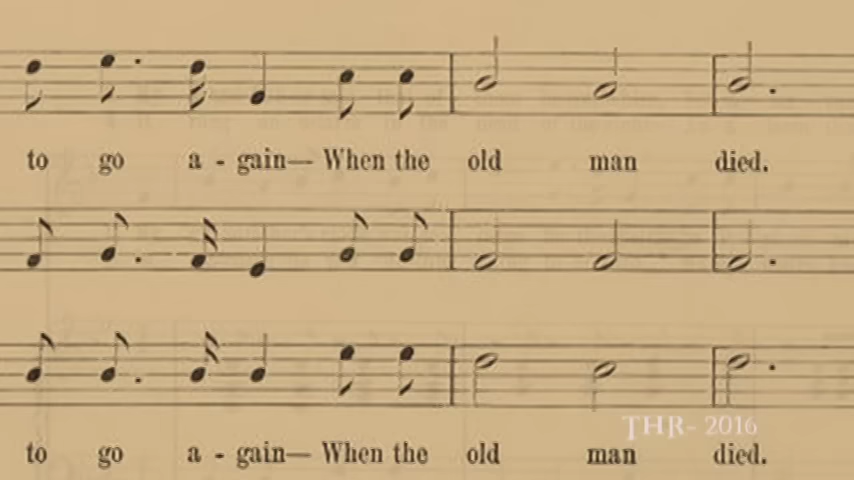 to go a - gain— When the old man died.
THR- 2016
to go a - gain— When the old man died.